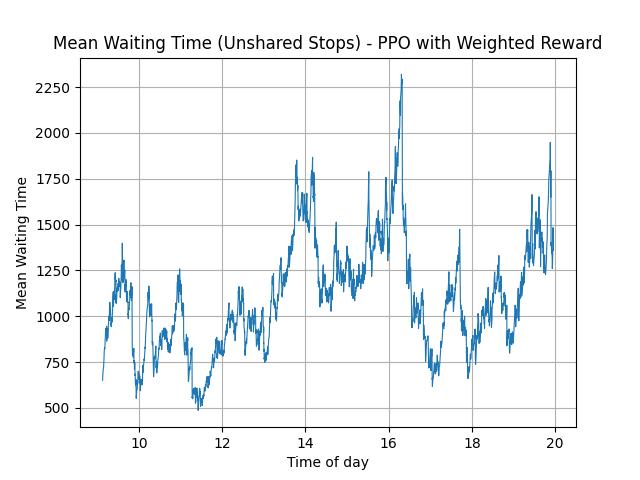 Mean Waiting Time (Unshared Stops) - PPO with Weighted Reward
2250
2000
1750
1500
1250
1000
750
500
Mean Waiting Time
10 12 14 16 18 20
Time of day